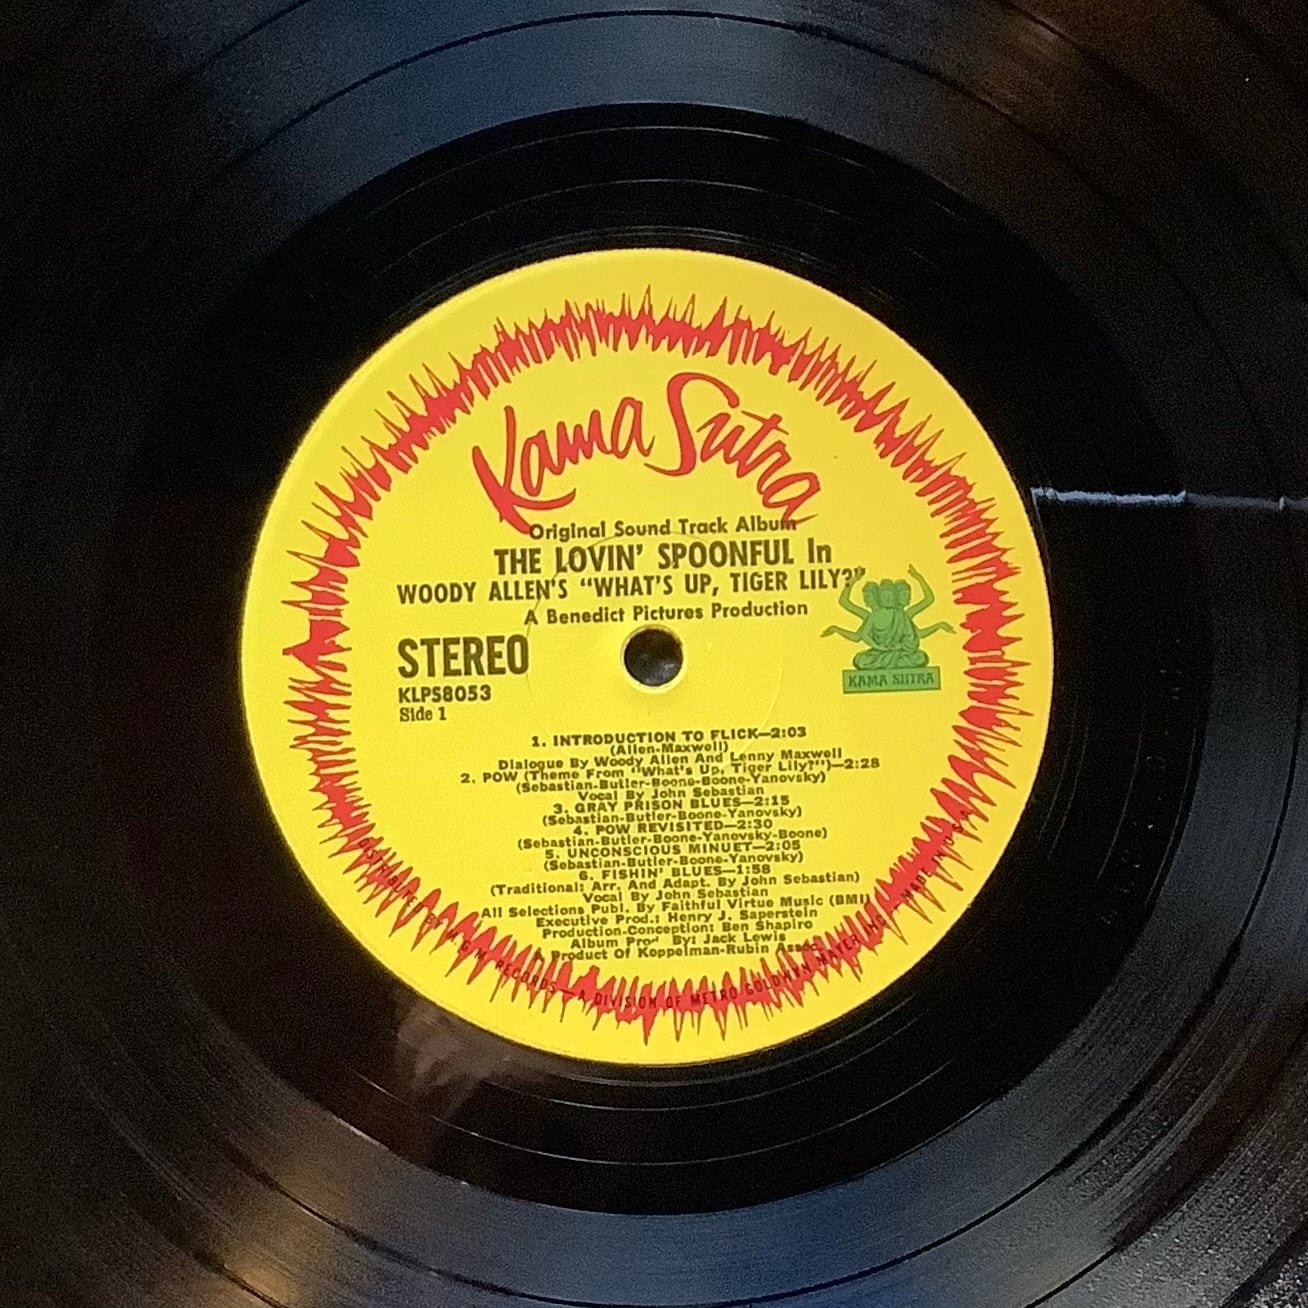 Kama Sutra
Original Sound Track Album
THE LOVIN' SPOONFUL In
WOODY ALLEN'S "WHAT'S UP, TIGER LILY?"
A Benedict Pictures Production
STEREO
KLPS8053
Side 1
KAMA SUTRA
1. INTRODUCTION TO FLICK—2:03
(Allen-Maxwell)
Dialogue By Woody Allen And Lenny Maxwell
2. POW (Theme From "What's Up, Tiger Lily?")—2:28
(Sebastian-Butler-Boone-Boone-Yanovsky)
Vocal By John Sebastian
3. GRAY PRISON BLUES—2:15
(Sebastian-Butler-Boone-Yanovsky)
4. POW REVISITED—2:30
(Sebastian-Butler-Boone-Yanovsky-Boone)
5. UNCONSCIOUS MINUET—2:05
(Sebastian-Butler-Boone-Yanovsky)
6. FISHIN' BLUES—1:58
(Traditional: Arr. And Adapt. By John Sebastian)
Vocal By John Sebastian
All Selections Publ. By Faithful Virtue Music (BMI)
Executive Prod.: Henry J. Saperstein
Production-Conception: Ben Shapiro
Album Prod. By: Jack Lewis
A Product Of Koppelman-Rubin Assoc.
DISTRIBUTED BY M.G.M. RECORDS—A DIVISION OF METRO GOLDWYN MAYER INC. — MADE IN U.S.A.